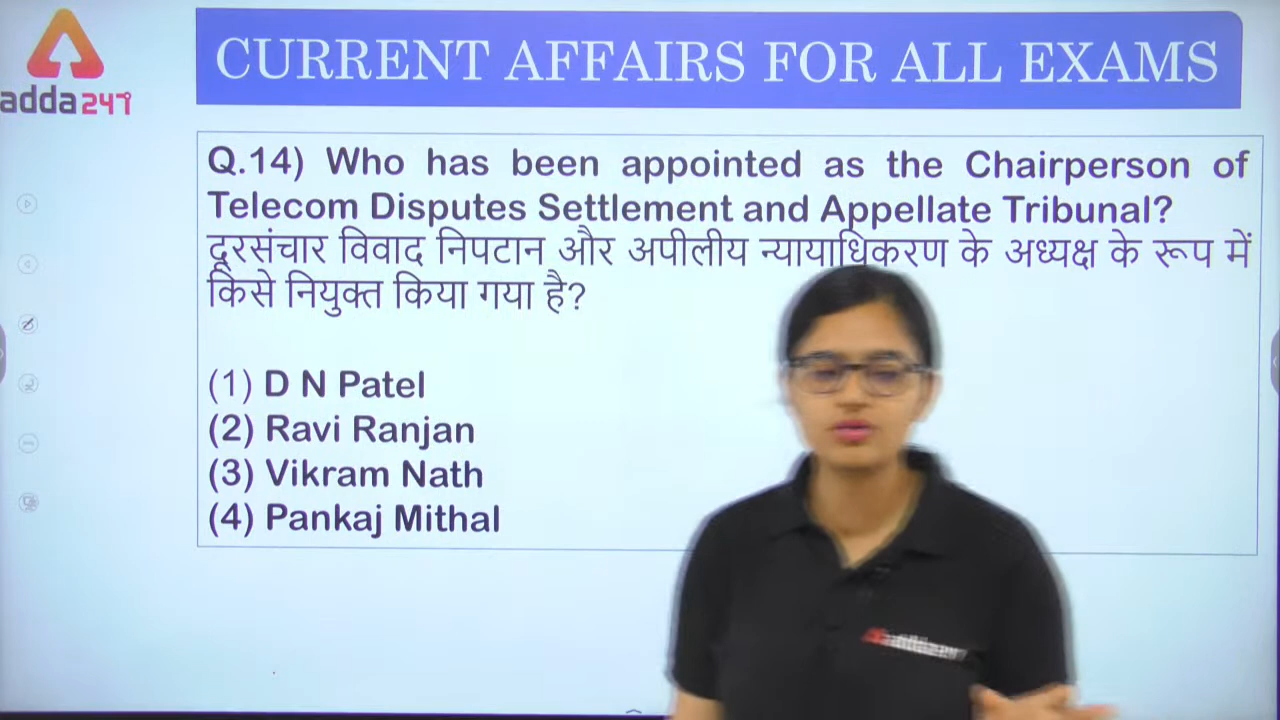 adda247
CURRENT AFFAIRS FOR ALL EXAMS
Q.14) Who has been appointed as the Chairperson of
Telecom Disputes Settlement and Appellate Tribunal?
दूरसंचार विवाद निपटान और अपीलीय न्यायाधिकरण के अध्यक्ष के रूप में
किसे नियुक्त किया गया है?
(1) D N Patel
(2) Ravi Ranjan
(3) Vikram Nath
(4) Pankaj Mithal